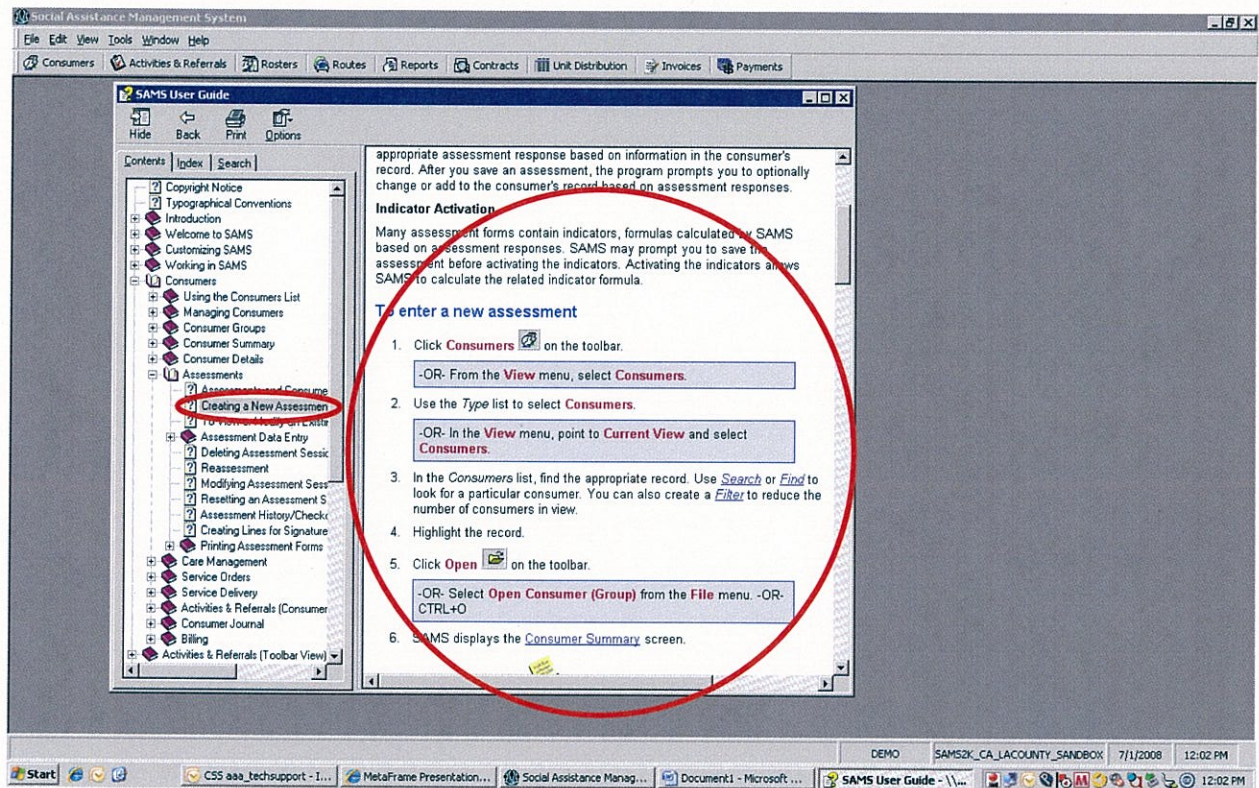 Social Assistance Management System
File Edit View Tools Window Help
Consumers Activities & Referrals Rosters Routes Reports Contracts Unit Distribution Invoices Payments
SAMS User Guide
Hide Back Print Options
Contents Index Search
Copyright Notice
Typographical Conventions
Introduction
Welcome to SAMS
Customizing SAMS
Working in SAMS
Consumers
Using the Consumers List
Managing Consumers
Consumer Groups
Consumer Summary
Consumer Details
Assessments
Assessments and Consume
Creating a New Assessmen
To View or Modify an Existin
Assessment Data Entry
Deleting Assessment Sessic
Reassessment
Modifying Assessment Sess
Resetting an Assessment S
Assessment History/Checko
Creating Lines for Signature
Printing Assessment Forms
Care Management
Service Orders
Service Delivery
Activities & Referrals (Consumer
Consumer Journal
Billing
Activities & Referrals (Toolbar View)
appropriate assessment response based on information in the consumer's
record. After you save an assessment, the program prompts you to optionally
change or add to the consumer's record based on assessment responses.
Indicator Activation
Many assessment forms contain indicators, formulas calculated by SAMS
based on assessment responses. SAMS may prompt you to save the
assessment before activating the indicators. Activating the indicators allows
SAMS to calculate the related indicator formula.
To enter a new assessment
1. Click Consumers on the toolbar.
-OR- From the View menu, select Consumers.
2. Use the Type list to select Consumers.
-OR- In the View menu, point to Current View and select
Consumers.
3. In the Consumers list, find the appropriate record. Use Search or Find to
look for a particular consumer. You can also create a Filter to reduce the
number of consumers in view.
4. Highlight the record.
5. Click Open on the toolbar.
-OR- Select Open Consumer (Group) from the File menu. -OR-
CTRL+O
6. SAMS displays the Consumer Summary screen.
DEMO SAMS2K_CA_LACOUNTY_SANDBOX 7/1/2008 12:02 PM
Start CSS aaa_techsupport - I... MetaFrame Presentation... Social Assistance Manag... Document1 - Microsoft ... SAMS User Guide - \\... 12:02 PM